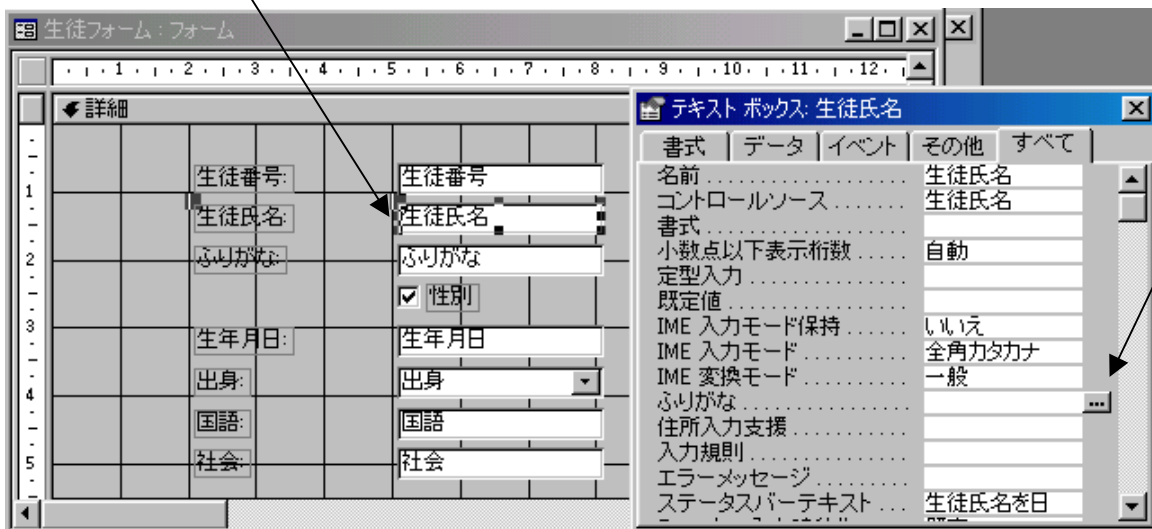 生徒フォーム : フォーム
1 2 3 4 5 6 7 8 9 10 11 12
詳細
生徒番号: 生徒番号
生徒氏名: 生徒氏名
ふりがな: ふりがな
性別
生年月日: 生年月日
出身: 出身
国語: 国語
社会: 社会
1
2
3
4
5
テキスト ボックス: 生徒氏名
書式 データ イベント その他 すべて
名前 . . . . . . . . . . 生徒氏名
コントロールソース . . . . . . . 生徒氏名
書式 . . . . . . . . . .
小数点以下表示桁数 . . . . . 自動
定型入力 . . . . . . . . . .
既定値 . . . . . . . . . .
IME 入力モード保持 . . . . . . いいえ
IME 入力モード . . . . . . . . . 全角カタカナ
IME 変換モード . . . . . . . . . 一般
ふりがな . . . . . . . . . . ...
住所入力支援 . . . . . . . . . .
入力規則 . . . . . . . . . .
エラーメッセージ . . . . . . . . .
ステータスバーテキスト . . . 生徒氏名を日